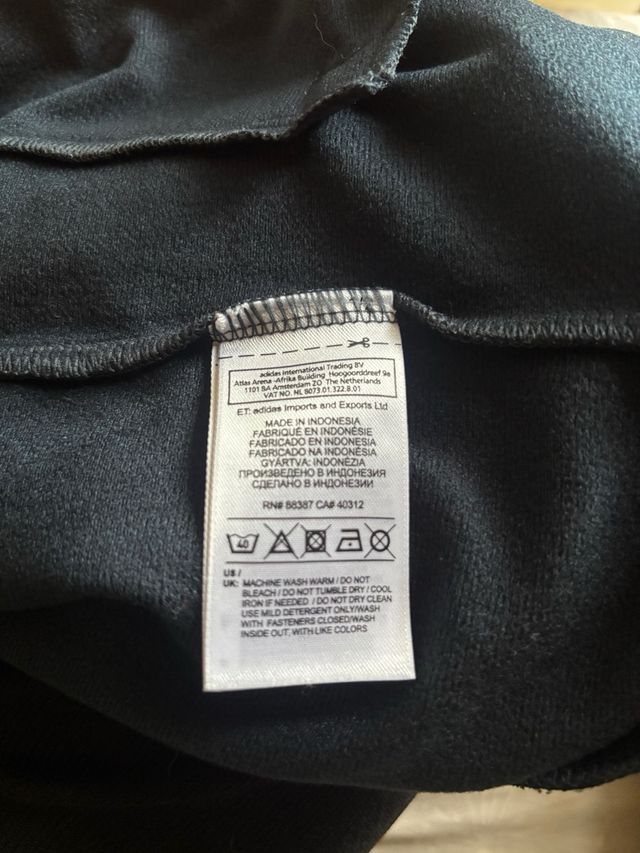 adidas International Trading BV
Atlas Arena -Afrika Building Hoogoorddreef 9a
1101 BA Amsterdam ZO The Netherlands
VAT NO. NL 8073.01.322.B.01
ET: adidas Imports and Exports Ltd
MADE IN INDONESIA
FABRIQUÉ EN INDONÉSIE
FABRICADO EN INDONESIA
FABRICADO NA INDONÉSIA
GYÁRTVA: INDONÉZIA
ПРОИЗВЕДЕНО В ИНДОНЕЗИЯ
СДЕЛАНО В ИНДОНЕЗИИ
RN# 88387 CA# 40312
40
US /
UK: MACHINE WASH WARM / DO NOT
BLEACH / DO NOT TUMBLE DRY / COOL
IRON IF NEEDED / DO NOT DRY CLEAN
USE MILD DETERGENT ONLY/WASH
WITH FASTENERS CLOSED/WASH
INSIDE OUT, WITH LIKE COLORS